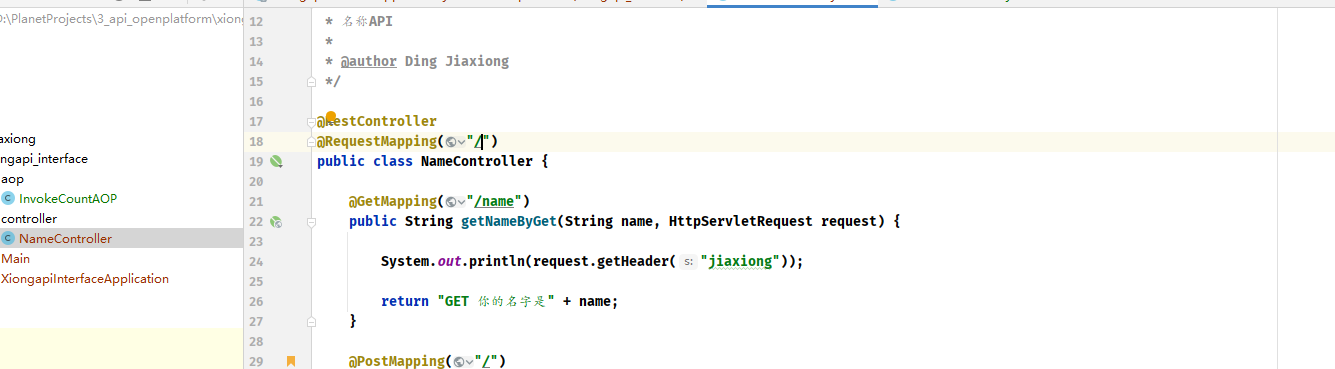 D:\PlanetProjects\3_api_openplatform\xiong
axiong
ngapi_interface
aop
InvokeCountAOP
controller
NameController
Main
XiongapiInterfaceApplication
12 * 名称API
13 *
14 * @author Ding Jiaxiong
15 */
16
17 @RestController
18 @RequestMapping("/")
19 public class NameController {
20
21 @GetMapping("/name")
22 public String getNameByGet(String name, HttpServletRequest request) {
23
24 System.out.println(request.getHeader( s: "jiaxiong"));
25
26 return "GET 你的名字是" + name;
27 }
28
29 @PostMapping("/")